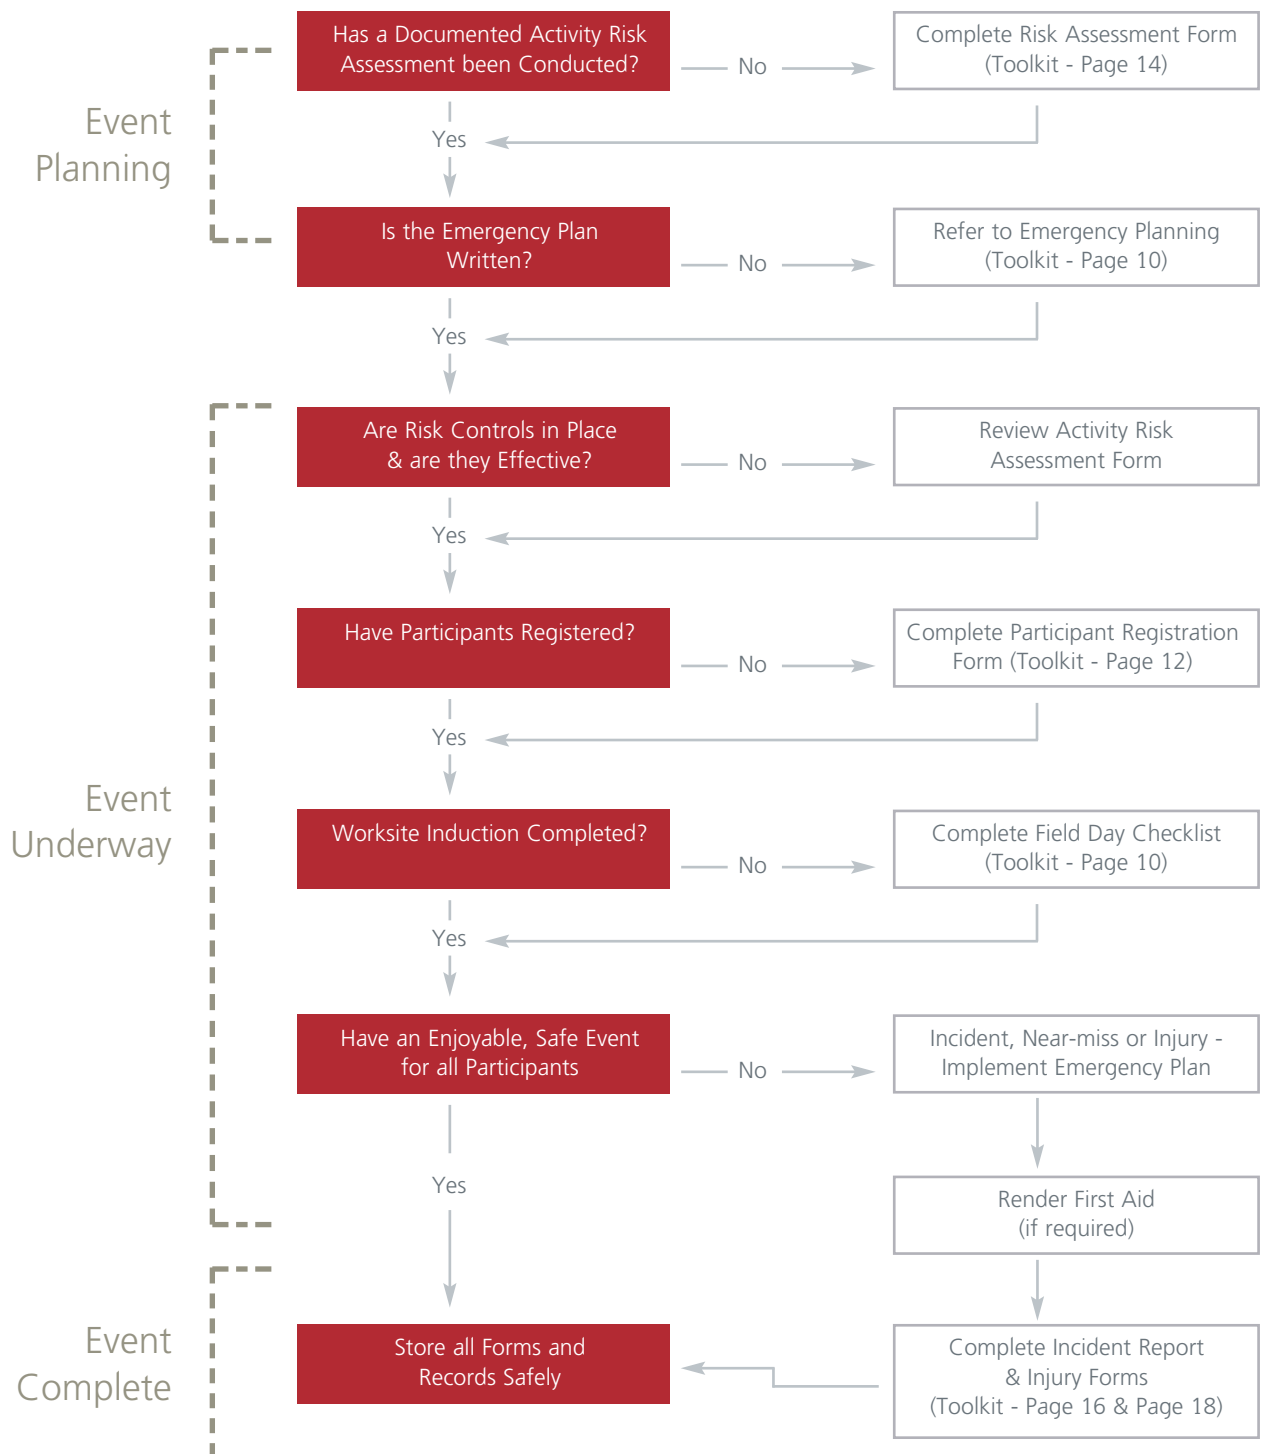 Has a Documented Activity Risk
Assessment been Conducted?
No
Complete Risk Assessment Form
(Toolkit - Page 14)
Event
Planning
Yes
Is the Emergency Plan
Written?
No
Refer to Emergency Planning
(Toolkit - Page 10)
Yes
Are Risk Controls in Place
& are they Effective?
No
Review Activity Risk
Assessment Form
Yes
Have Participants Registered?
No
Complete Participant Registration
Form (Toolkit - Page 12)
Yes
Event
Underway
Worksite Induction Completed?
No
Complete Field Day Checklist
(Toolkit - Page 10)
Yes
Have an Enjoyable, Safe Event
for all Participants
No
Incident, Near-miss or Injury -
Implement Emergency Plan
Yes
Render First Aid
(if required)
Event
Complete
Store all Forms and
Records Safely
Complete Incident Report
& Injury Forms
(Toolkit - Page 16 & Page 18)